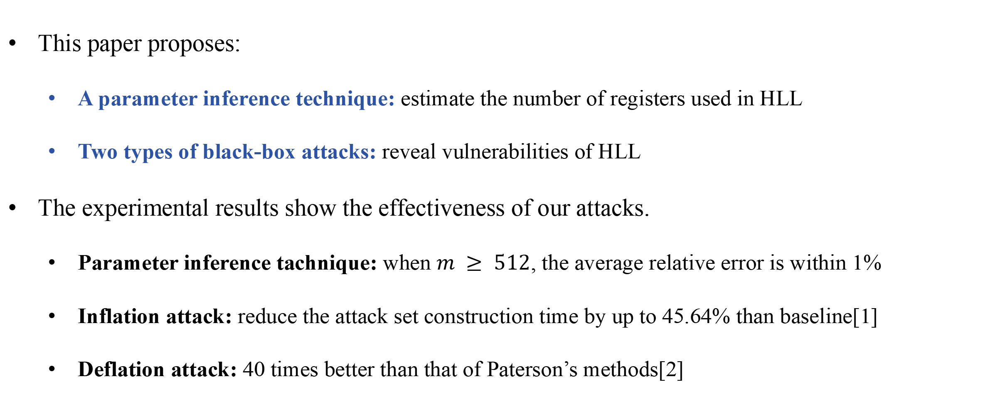 • This paper proposes:
• A parameter inference technique: estimate the number of registers used in HLL
• Two types of black-box attacks: reveal vulnerabilities of HLL
• The experimental results show the effectiveness of our attacks.
• Parameter inference tachnique: when m ≥ 512, the average relative error is within 1%
• Inflation attack: reduce the attack set construction time by up to 45.64% than baseline[1]
• Deflation attack: 40 times better than that of Paterson’s methods[2]